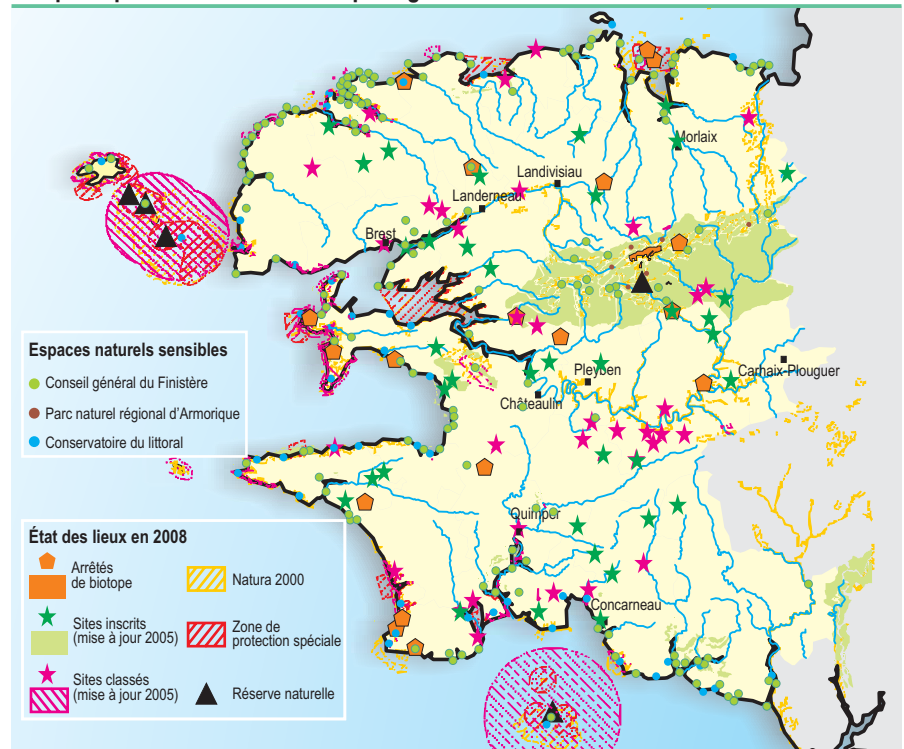 Morlaix
Landivisiau
Landerneau
Brest
Espaces naturels sensibles
Conseil général du Finistère
Parc naturel régional d'Armorique
Conservatoire du littoral
Pleyben
Carhaix-Plouguer
Châteaulin
Quimper
Concarneau
État des lieux en 2008
Arrêtés
de biotope
Natura 2000
Sites inscrits
(mise à jour 2005)
Zone de
protection spéciale
Sites classés
(mise à jour 2005)
Réserve naturelle